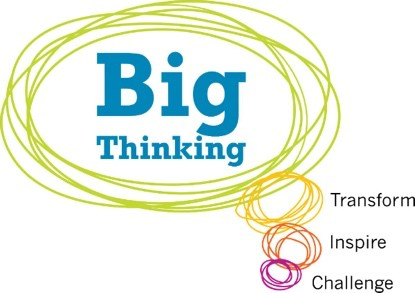 Big
Thinking
Transform
Inspire
Challenge